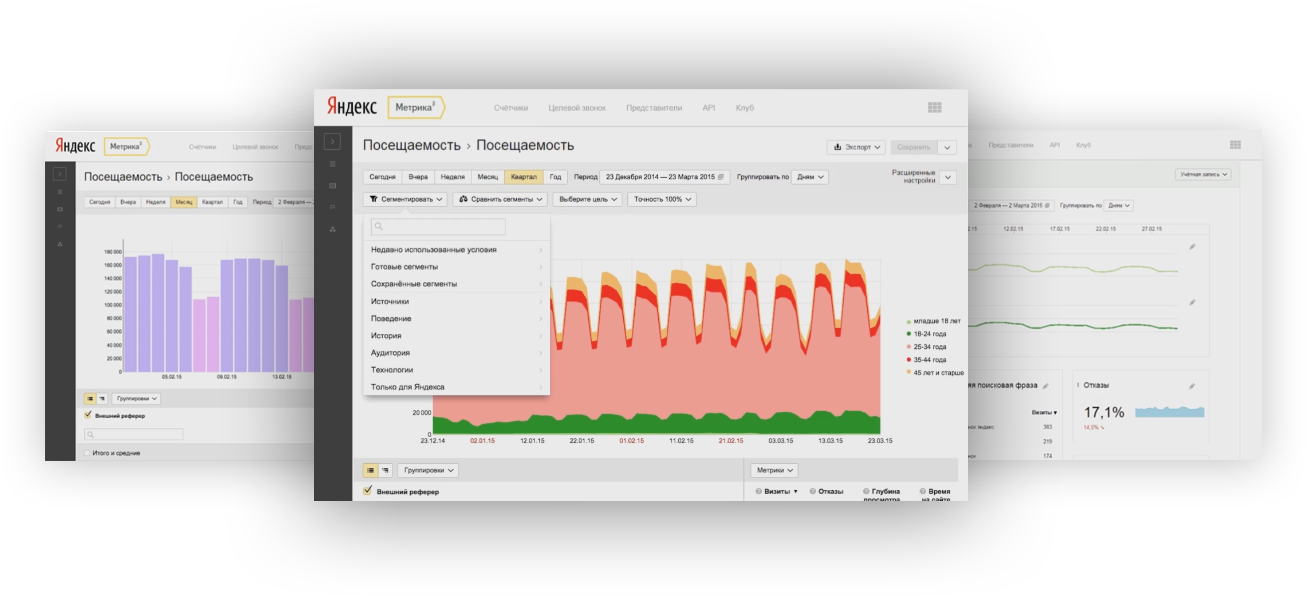 Яндекс Метрика² Счётчики Целевой звонок
Посещаемость › Посещаемость
Сегодня Вчера Неделя Месяц Квартал Год Период 2 Февраля —
180 000
160 000
140 000
120 000
100 000
80 000
60 000
40 000
20 000
0
05.02.15 09.02.15 13.02.15
Группировки
Внешний реферер
Итого и средние
Яндекс Метрика² Счётчики Целевой звонок Представители API Клуб
Посещаемость › Посещаемость
Экспорт Сохранить
Сегодня Вчера Неделя Месяц Квартал Год Период 23 Декабря 2014 — 23 Марта 2015 Группировать по Дням
Расширенные
настройки
Сегментировать Сравнить сегменты Выберите цель Точность 100%
Недавно использованные условия
Готовые сегменты
Сохранённые сегменты
Источники
Поведение
История
Аудитория
Технологии
Только для Яндекса
младше 18 лет
18-24 года
25-34 года
35-44 года
45 лет и старше
20 000
0
23.12.14 02.01.15 12.01.15 22.01.15 01.02.15 11.02.15 21.02.15 03.03.15 13.03.15 23.03.15
Группировки
Метрики
Внешний реферер
Визиты Отказы Глубина
просмотра
Время
на сайте
Представители API Клуб
Учётная запись
2 Февраля — 2 Марта 2015 Группировать по Дням
12.02.15 17.02.15 22.02.15 27.02.15
поисковая фраза
Визиты
яндекс 383
219
174
Отказы
17,1%